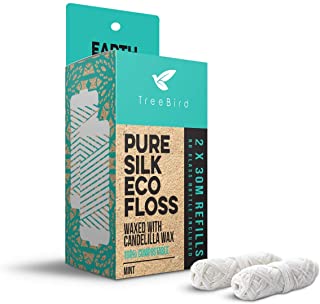 EARTH
TreeBird
PURE
SILK ECO
FLOSS
WAXED WITH
CANDELILLA WAX
100% COMPOSTABLE
MINT
2 X 30M REFILLS
NO GLASS BOTTLE INCLUDED